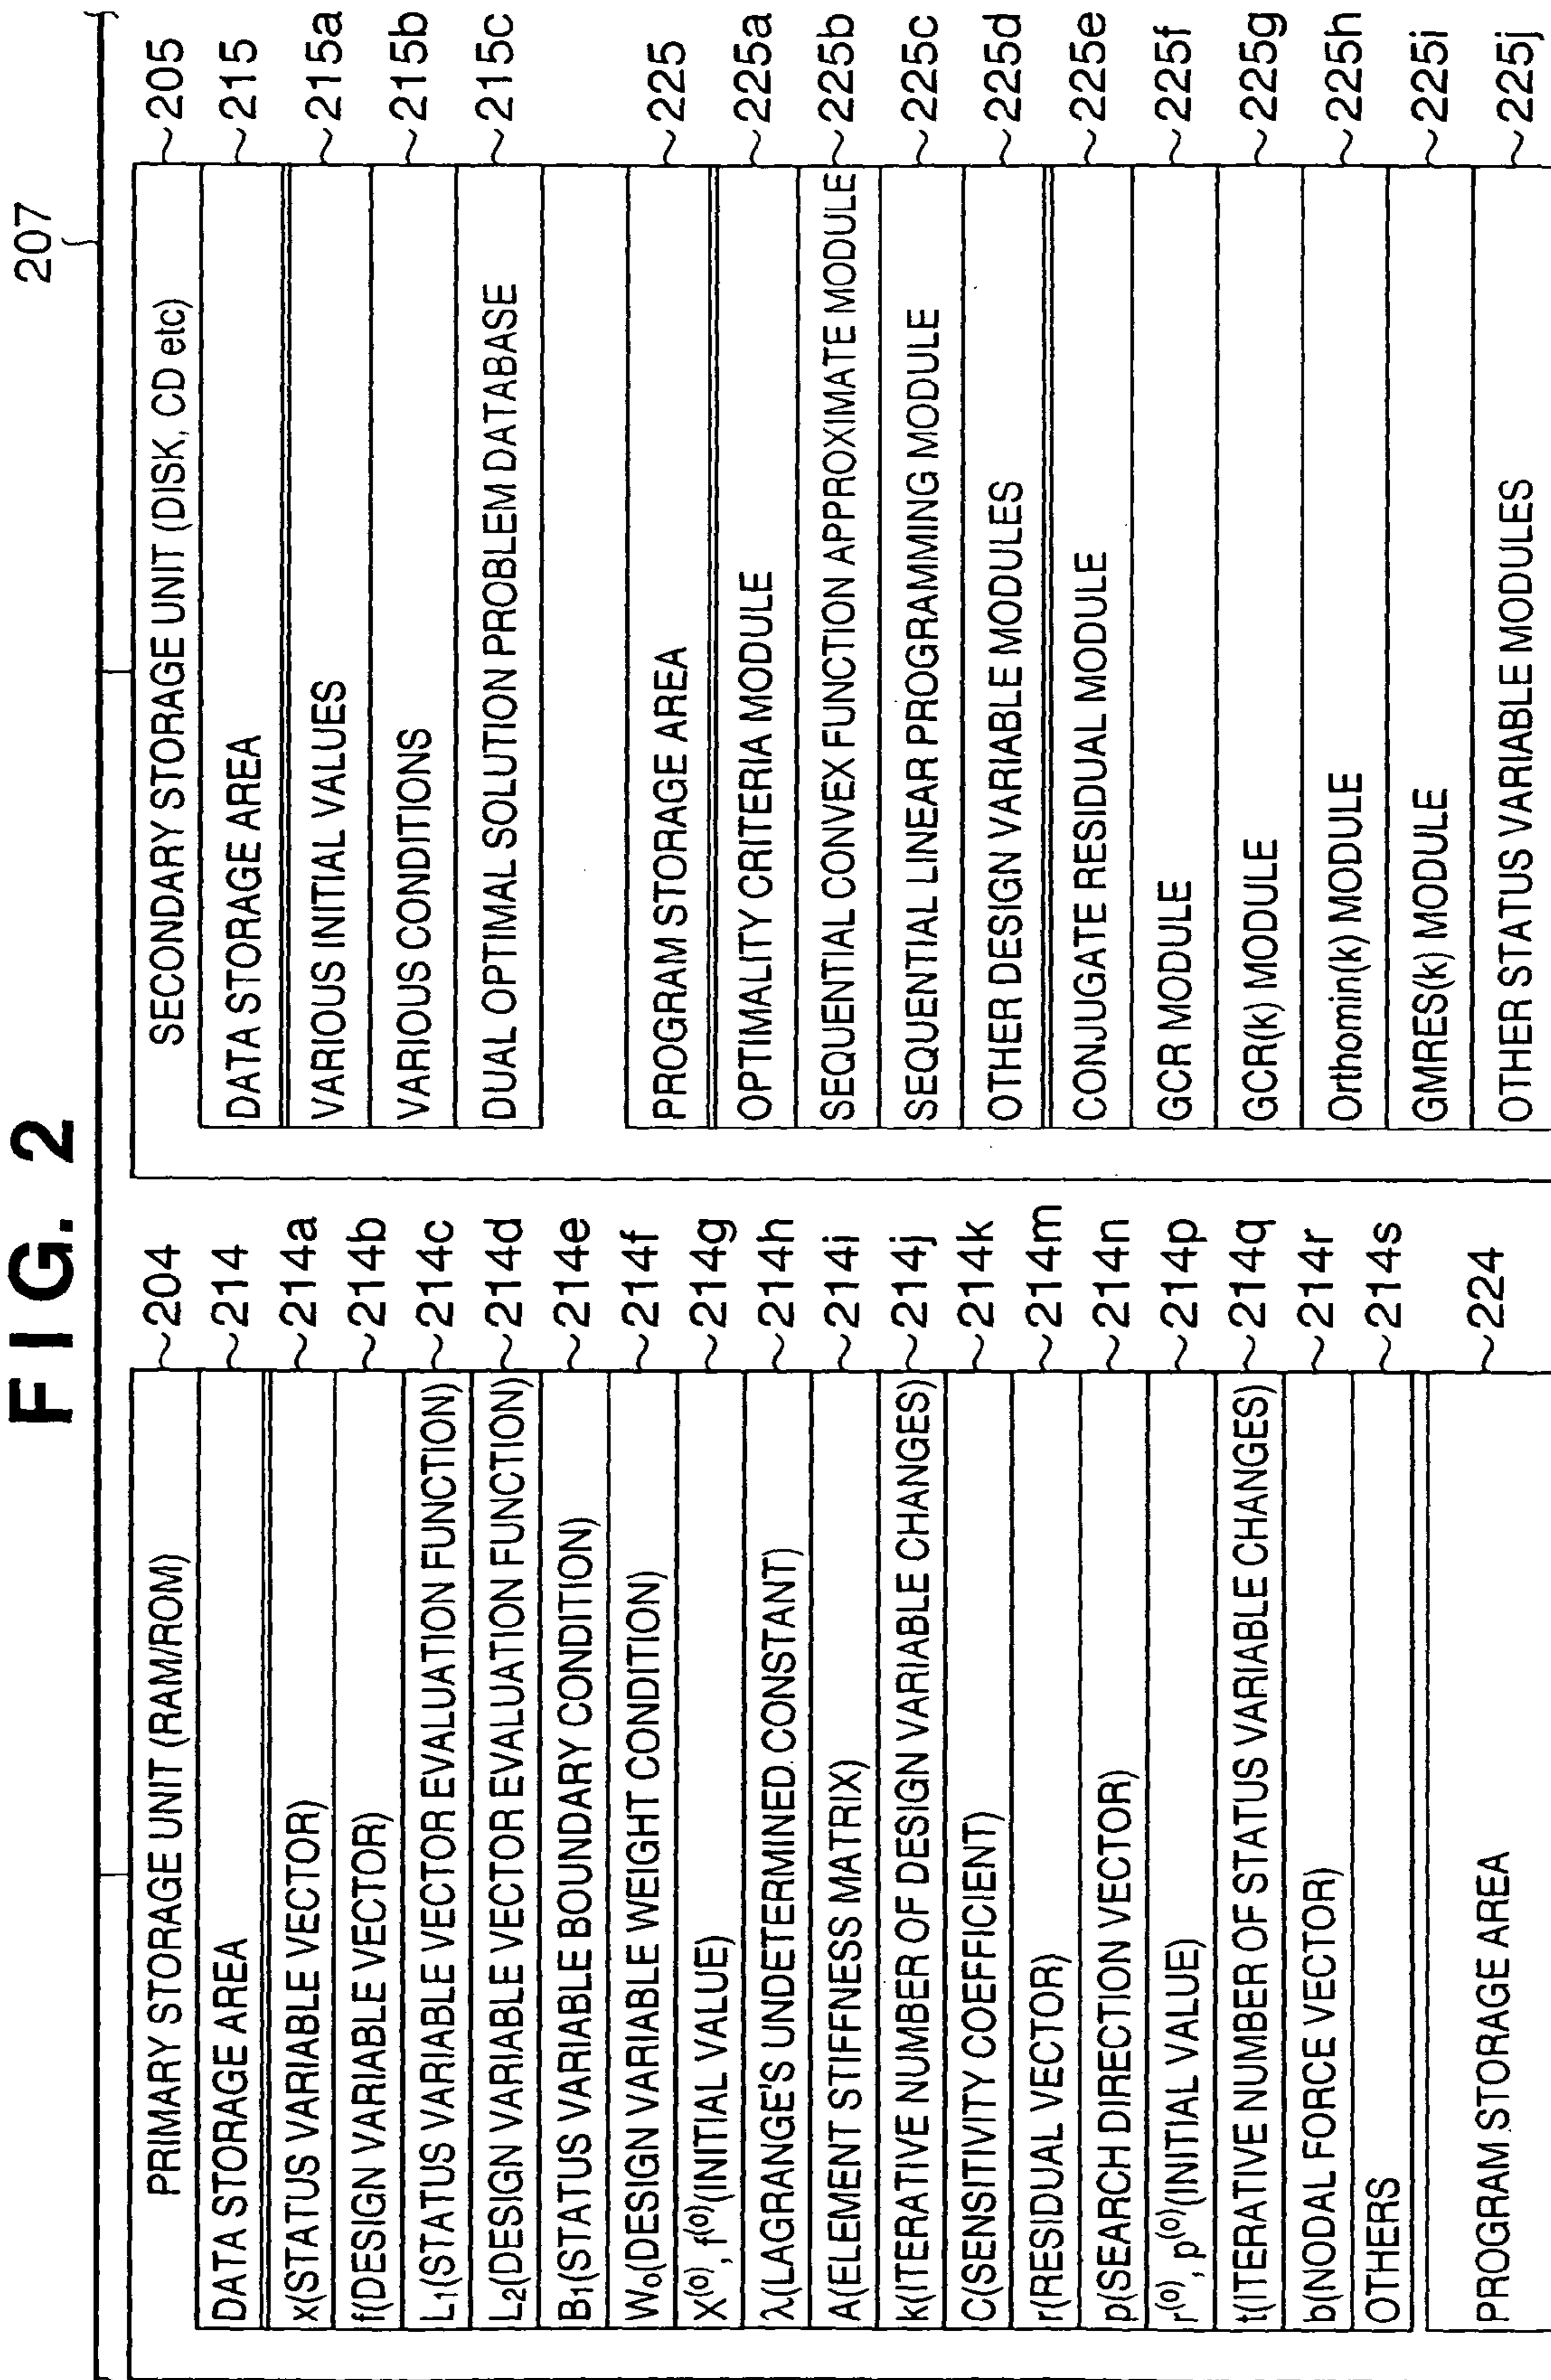 FIG. 2
207
PRIMARY STORAGE UNIT (RAM/ROM) 204
DATA STORAGE AREA 214
x(STATUS VARIABLE VECTOR) 214a
f(DESIGN VARIABLE VECTOR) 214b
L₁(STATUS VARIABLE VECTOR EVALUATION FUNCTION) 214c
L₂(DESIGN VARIABLE VECTOR EVALUATION FUNCTION) 214d
B₁(STATUS VARIABLE BOUNDARY CONDITION) 214e
W₀(DESIGN VARIABLE WEIGHT CONDITION) 214f
X⁽⁰⁾, f⁽⁰⁾(INITIAL VALUE) 214g
λ(LAGRANGE'S UNDETERMINED CONSTANT) 214h
A(ELEMENT STIFFNESS MATRIX) 214i
k(ITERATIVE NUMBER OF DESIGN VARIABLE CHANGES) 214j
C(SENSITIVITY COEFFICIENT) 214k
r(RESIDUAL VECTOR) 214m
p(SEARCH DIRECTION VECTOR) 214n
r⁽⁰⁾, p⁽⁰⁾(INITIAL VALUE) 214p
t(ITERATIVE NUMBER OF STATUS VARIABLE CHANGES) 214q
b(NODAL FORCE VECTOR) 214r
OTHERS 214s
PROGRAM STORAGE AREA 224
SECONDARY STORAGE UNIT (DISK, CD etc) 205
DATA STORAGE AREA 215
VARIOUS INITIAL VALUES 215a
VARIOUS CONDITIONS 215b
DUAL OPTIMAL SOLUTION PROBLEM DATABASE 215c
PROGRAM STORAGE AREA 225
OPTIMALITY CRITERIA MODULE 225a
SEQUENTIAL CONVEX FUNCTION APPROXIMATE MODULE 225b
SEQUENTIAL LINEAR PROGRAMMING MODULE 225c
OTHER DESIGN VARIABLE MODULES 225d
CONJUGATE RESIDUAL MODULE 225e
GCR MODULE 225f
GCR(k) MODULE 225g
Orthomin(k) MODULE 225h
GMRES(k) MODULE 225i
OTHER STATUS VARIABLE MODULES 225j